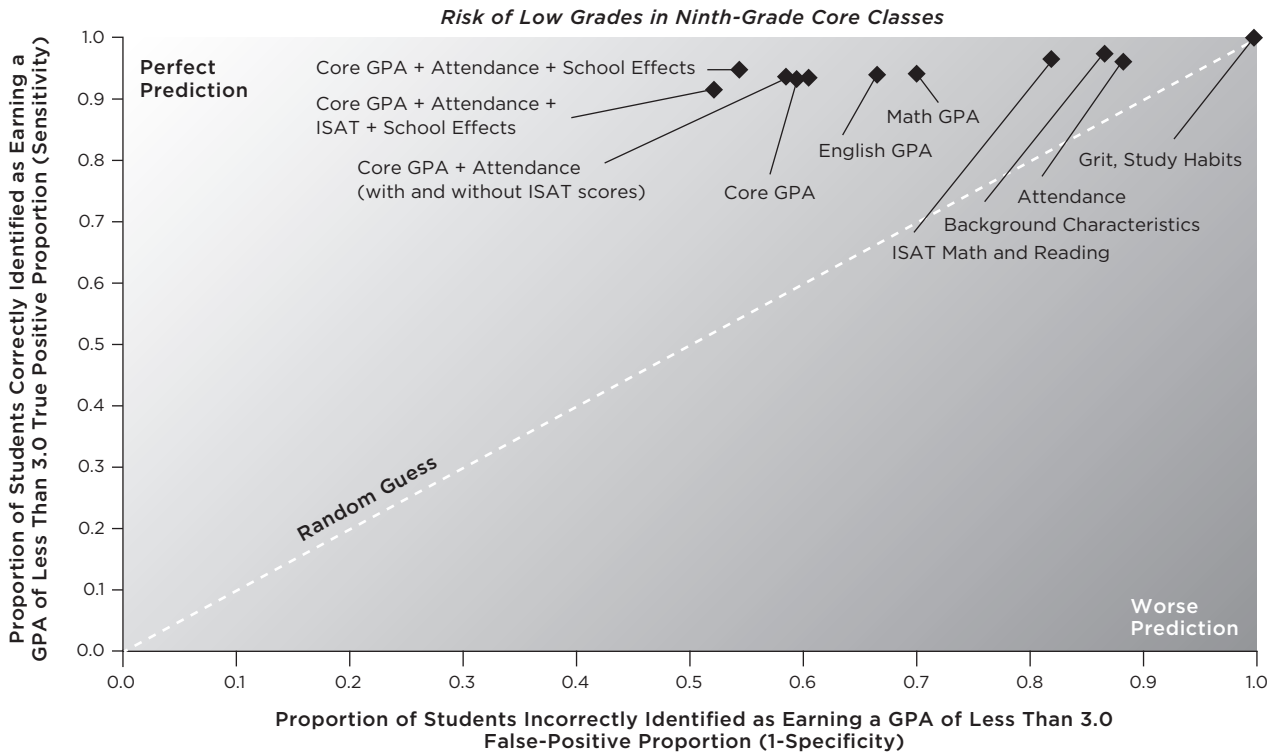 Risk of Low Grades in Ninth-Grade Core Classes
Proportion of Students Correctly Identified as Earning a
GPA of Less Than 3.0 True Positive Proportion (Sensitivity)
1.0
0.9
0.8
0.7
0.6
0.5
0.4
0.3
0.2
0.1
0.0
Perfect
Prediction
Core GPA + Attendance + School Effects
Core GPA + Attendance +
ISAT + School Effects
Core GPA + Attendance
(with and without ISAT scores)
Core GPA
English GPA
Math GPA
Grit, Study Habits
Attendance
Background Characteristics
ISAT Math and Reading
Random Guess
Worse
Prediction
0.0 0.1 0.2 0.3 0.4 0.5 0.6 0.7 0.8 0.9 1.0
Proportion of Students Incorrectly Identified as Earning a GPA of Less Than 3.0
False-Positive Proportion (1-Specificity)